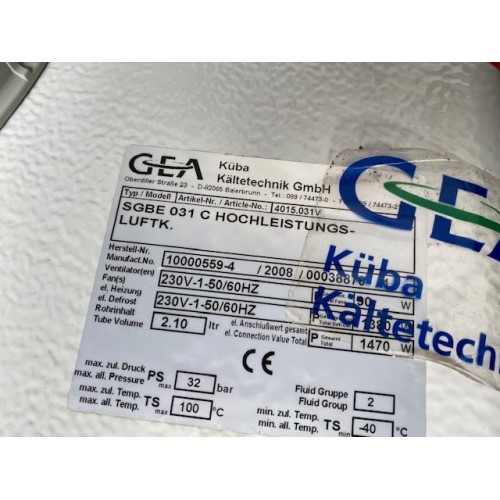 GEA Küba
Kältetechnik GmbH
Oberdiller Straße 23 - D-82065 Baierbrunn - Tel.: 089 / 74473-0
Typ / Modell Artikel-Nr. / Article-No.: 4015.031V
SGBE 031 C HOCHLEISTUNGS-
LUFTK.
Herstell-Nr.
Manufact.No. 10000559-4 / 2008 /
Ventilator(en)
Fan(s) 230V-1-50/60HZ 90 W
el. Heizung
el. Defrost 230V-1-50/60HZ P 1380
Rohrinhalt
Tube Volume 2.10 ltr
el. Anschlußwert gesamt
el. Connection Value Total P Gesamt 1470 W
CE
max. zul. Druck
max. all. Pressure PS max 32 bar
Fluid Gruppe
Fluid Group 2
max. zul. Temp.
max. all. Temp. TS max 100 °C
min. zul. Temp.
min. all. Temp. TS min -40 °C
GEA
Küba
Kältetechn